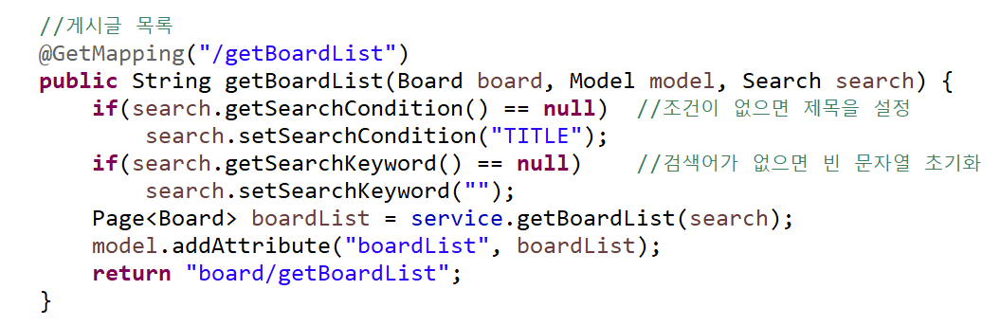 //게시글 목록
@GetMapping("/getBoardList")
public String getBoardList(Board board, Model model, Search search) {
    if(search.getSearchCondition() == null)  //조건이 없으면 제목을 설정
        search.setSearchCondition("TITLE");
    if(search.getSearchKeyword() == null)    //검색어가 없으면 빈 문자열 초기화
        search.setSearchKeyword("");
    Page<Board> boardList = service.getBoardList(search);
    model.addAttribute("boardList", boardList);
    return "board/getBoardList";
}